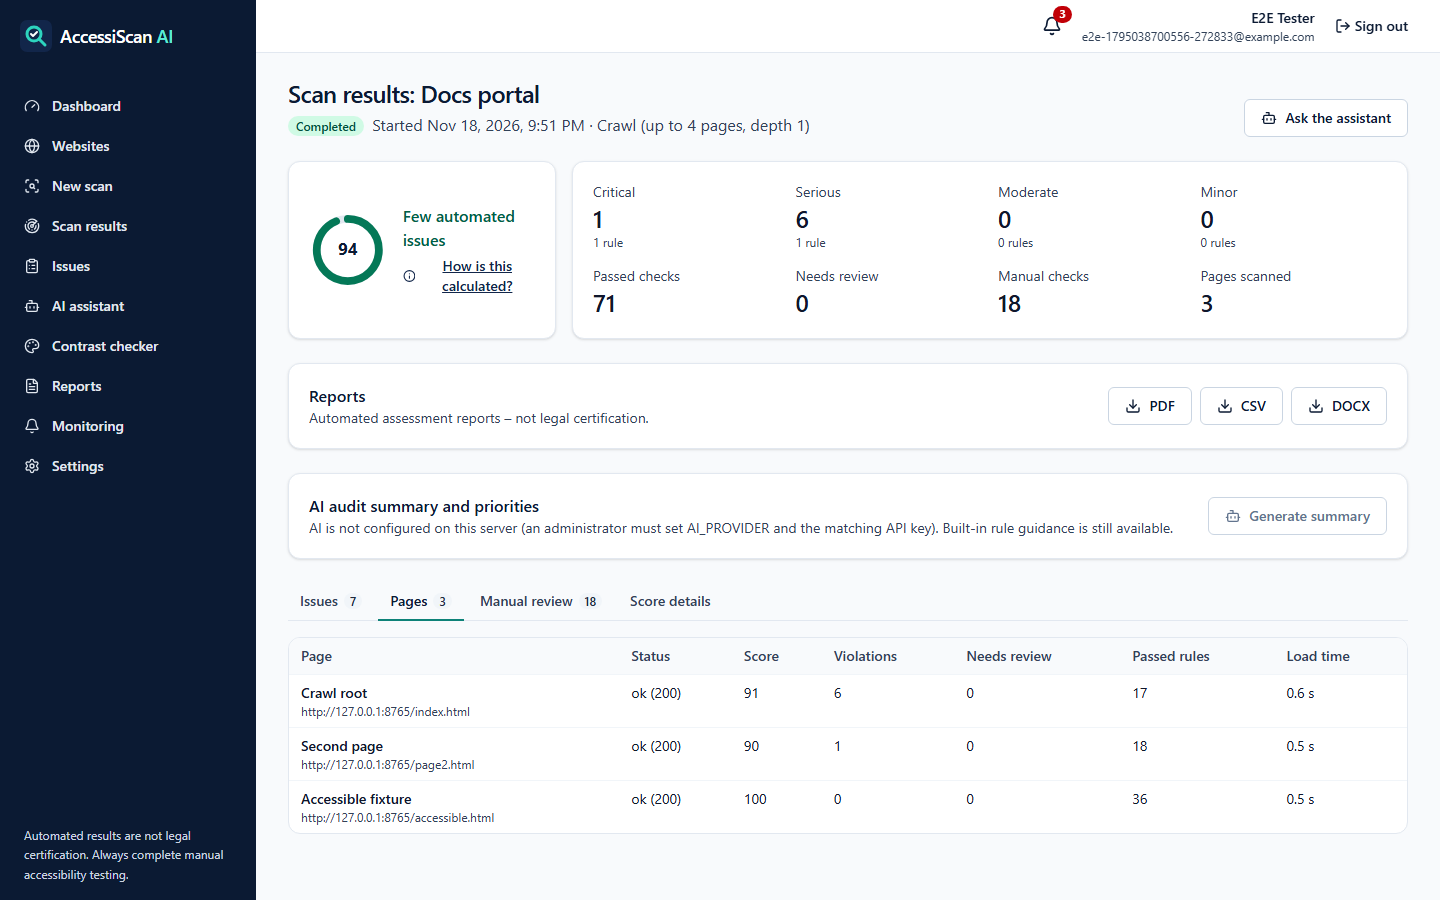 AccessiScan AI
Dashboard
Websites
New scan
Scan results
Issues
AI assistant
Contrast checker
Reports
Monitoring
Settings
Automated results are not legal
certification. Always complete manual
accessibility testing.
3
E2E Tester
e2e-1795038700556-272833@example.com
Sign out
Scan results: Docs portal
Completed Started Nov 18, 2026, 9:51 PM · Crawl (up to 4 pages, depth 1)
Ask the assistant
94
Few automated
issues
How is this
calculated?
Critical Serious Moderate Minor
1 6 0 0
1 rule 1 rule 0 rules 0 rules
Passed checks Needs review Manual checks Pages scanned
71 0 18 3
Reports
Automated assessment reports – not legal certification.
PDF CSV DOCX
AI audit summary and priorities
AI is not configured on this server (an administrator must set AI_PROVIDER and the matching API key). Built-in rule guidance is still available.
Generate summary
Issues 7 Pages 3 Manual review 18 Score details
Page Status Score Violations Needs review Passed rules Load time
Crawl root ok (200) 91 6 0 17 0.6 s
http://127.0.0.1:8765/index.html
Second page ok (200) 90 1 0 18 0.5 s
http://127.0.0.1:8765/page2.html
Accessible fixture ok (200) 100 0 0 36 0.5 s
http://127.0.0.1:8765/accessible.html